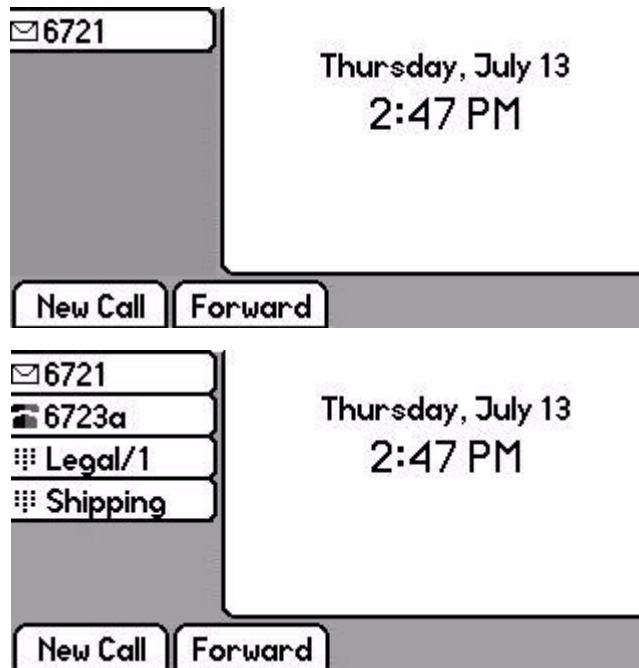 6721
Thursday, July 13
2:47 PM
New Call
Forward
6721
6723a
Legal/1
Shipping
Thursday, July 13
2:47 PM
New Call
Forward